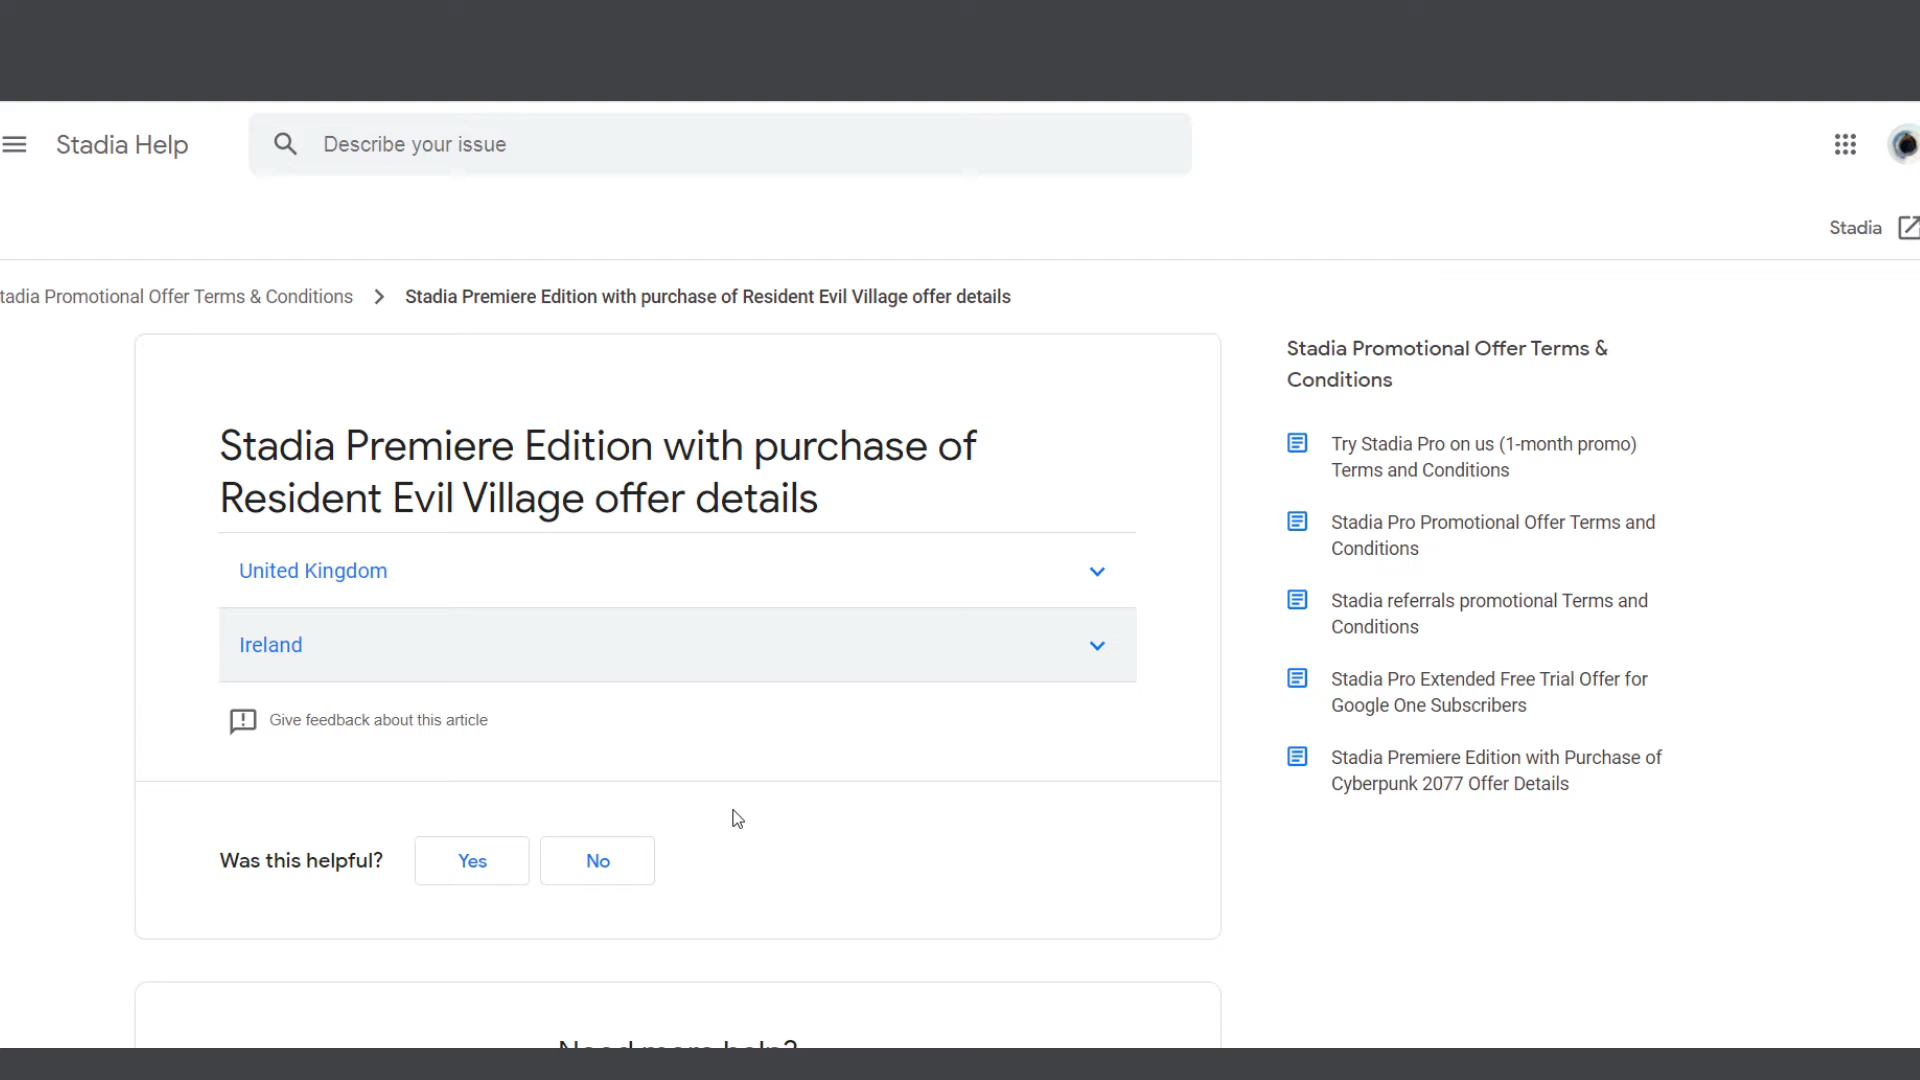 Stadia Help
Describe your issue
Stadia
tadia Promotional Offer Terms & Conditions
Stadia Premiere Edition with purchase of Resident Evil Village offer details
Stadia Premiere Edition with purchase of
Resident Evil Village offer details
United Kingdom
Ireland
Give feedback about this article
Was this helpful?
Yes
No
Need more help?
Stadia Promotional Offer Terms &
Conditions
Try Stadia Pro on us (1-month promo)
Terms and Conditions
Stadia Pro Promotional Offer Terms and
Conditions
Stadia referrals promotional Terms and
Conditions
Stadia Pro Extended Free Trial Offer for
Google One Subscribers
Stadia Premiere Edition with Purchase of
Cyberpunk 2077 Offer Details